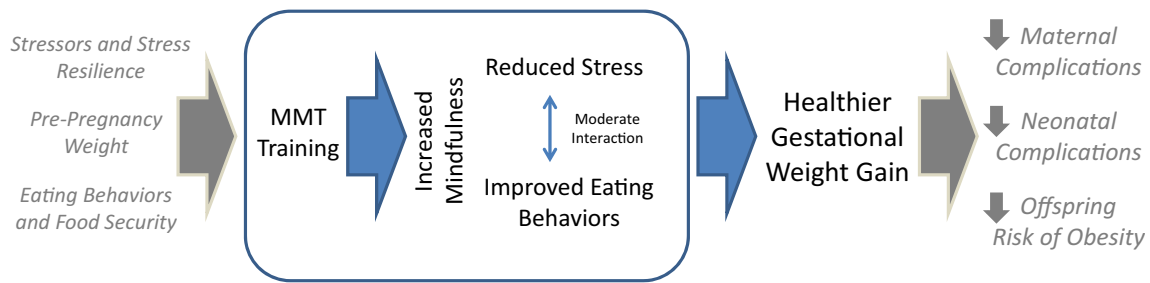 Stressors and Stress
Resilience
Pre-Pregnancy
Weight
Eating Behaviors
and Food Security
MMT
Training
Increased
Mindfulness
Reduced Stress
Moderate
Interaction
Improved Eating
Behaviors
Healthier
Gestational
Weight Gain
Maternal
Complications
Neonatal
Complications
Offspring
Risk of Obesity